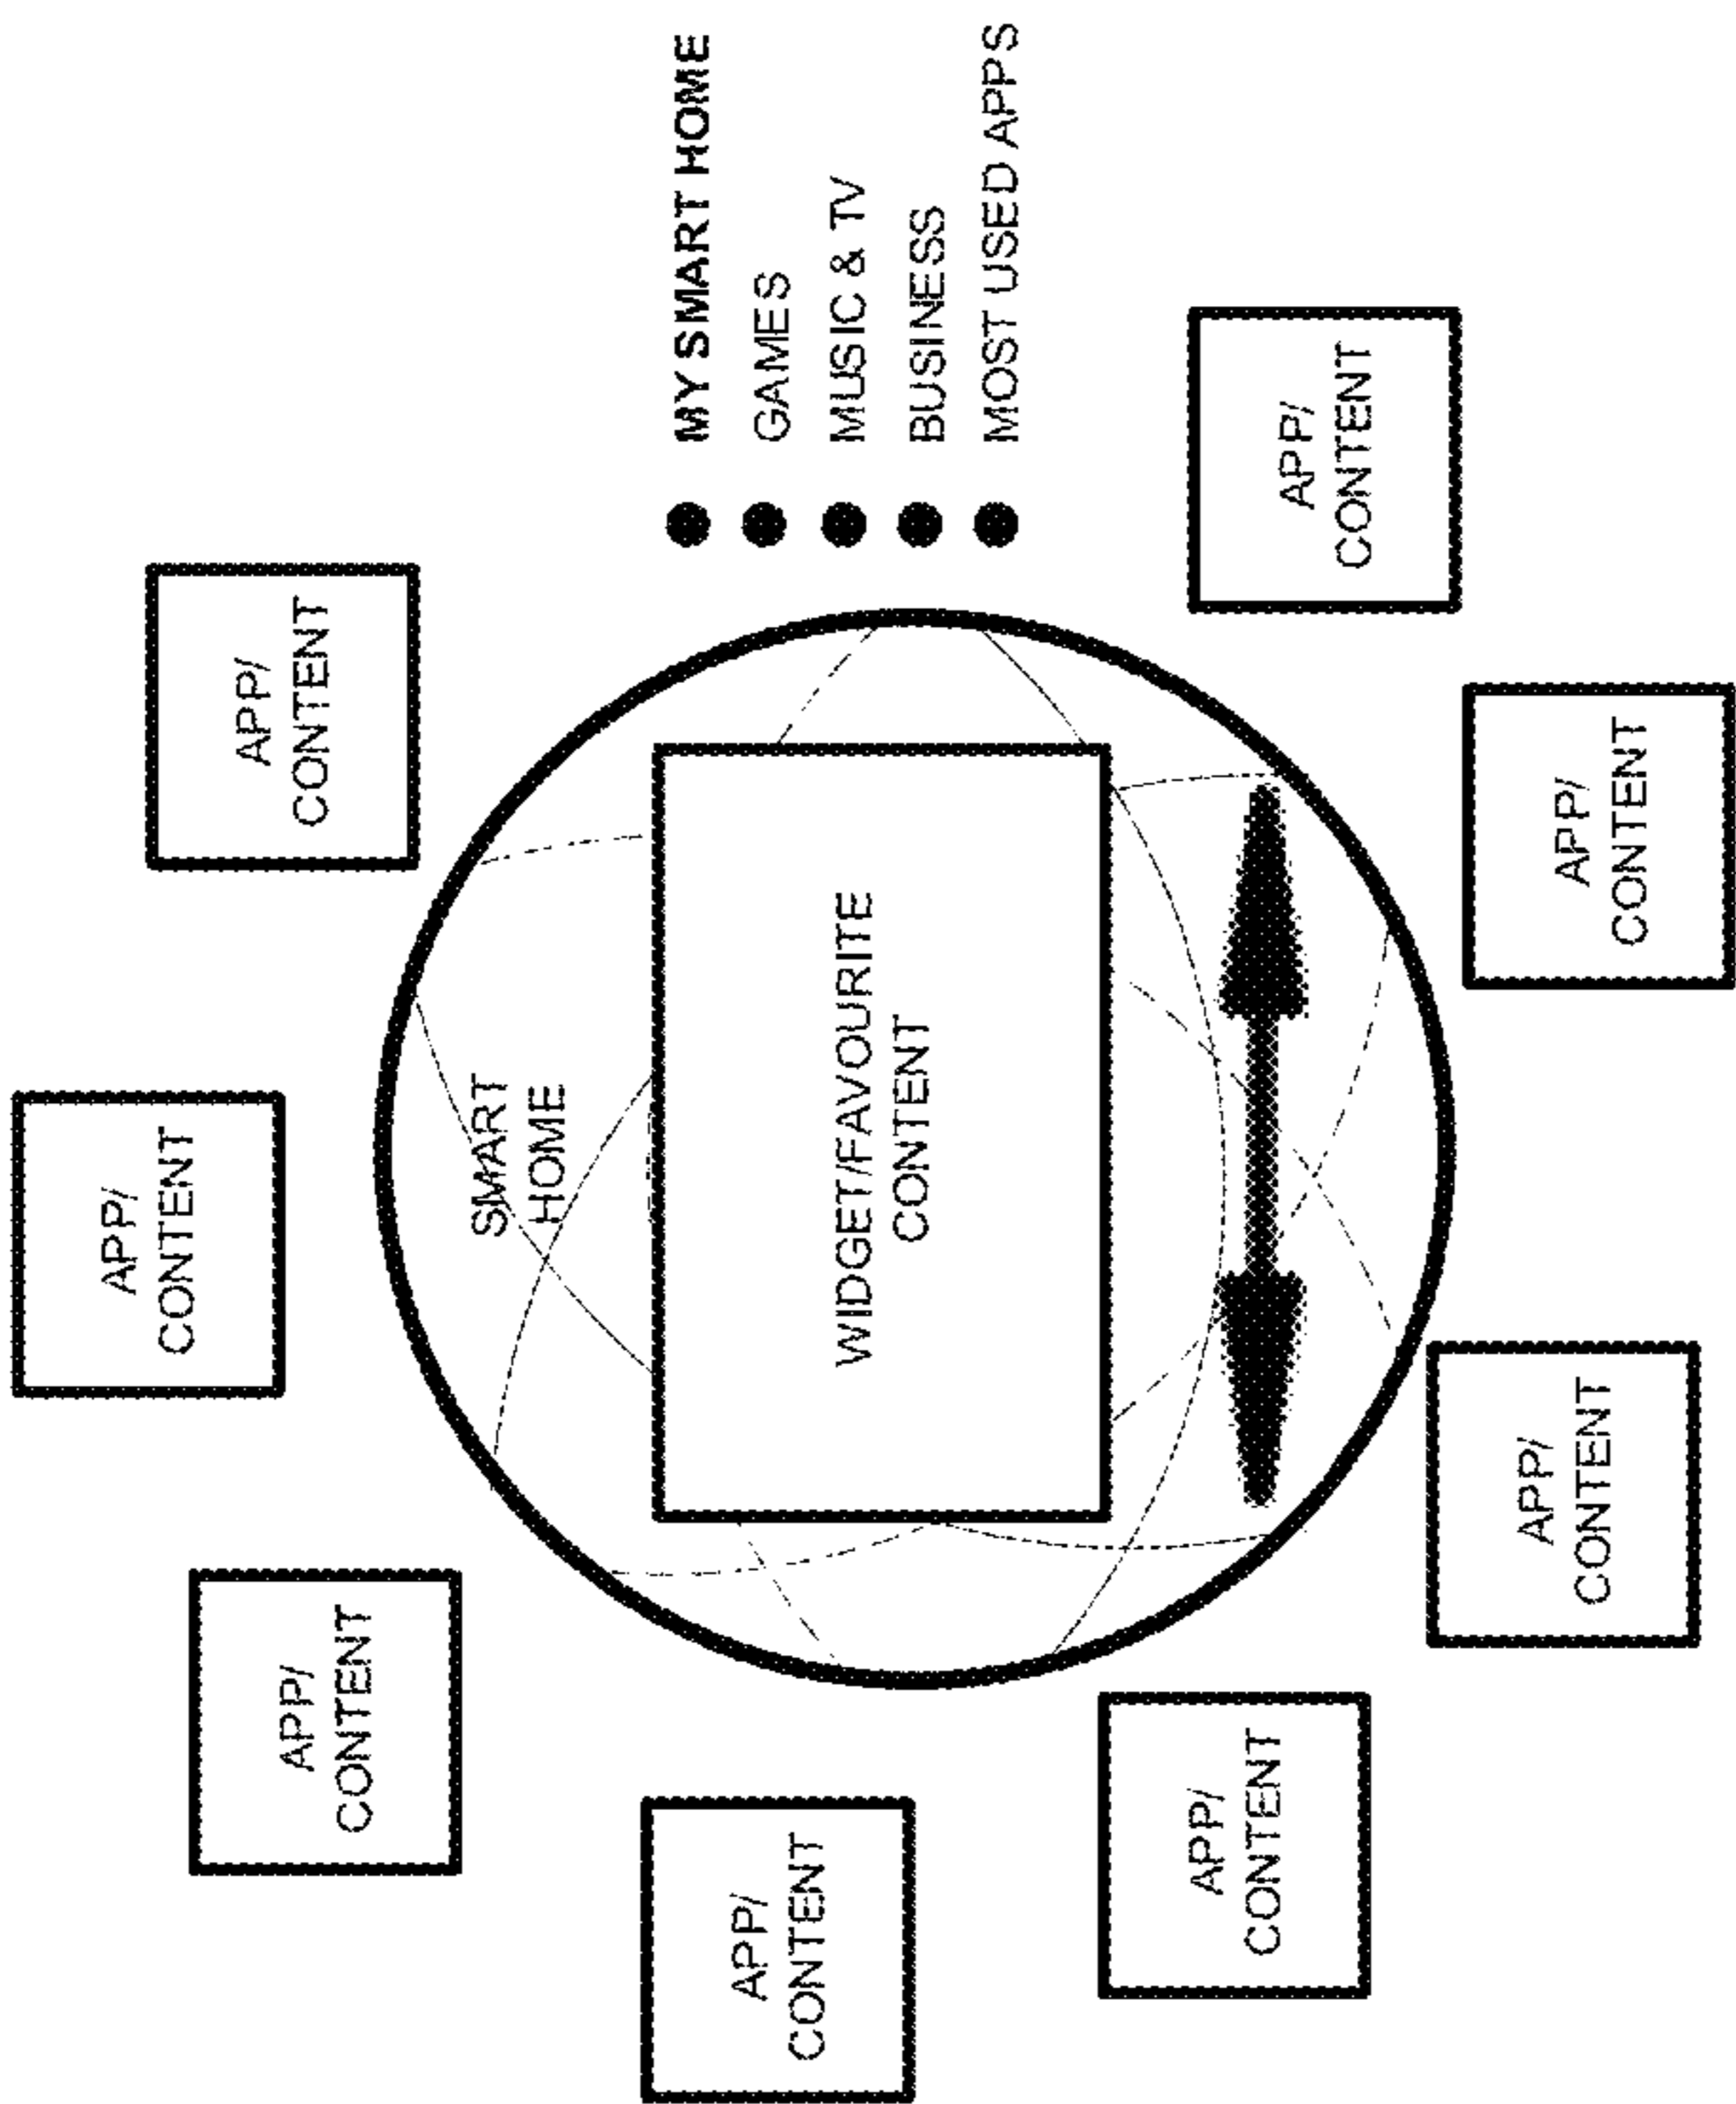 APP/
CONTENT
APP/
CONTENT
APP/
CONTENT
SMART
HOME
APP/
CONTENT
WIDGET/FAVOURITE
CONTENT
MY SMART HOME
GAMES
MUSIC & TV
BUSINESS
MOST USED APPS
APP/
CONTENT
APP/
CONTENT
APP/
CONTENT
APP/
CONTENT